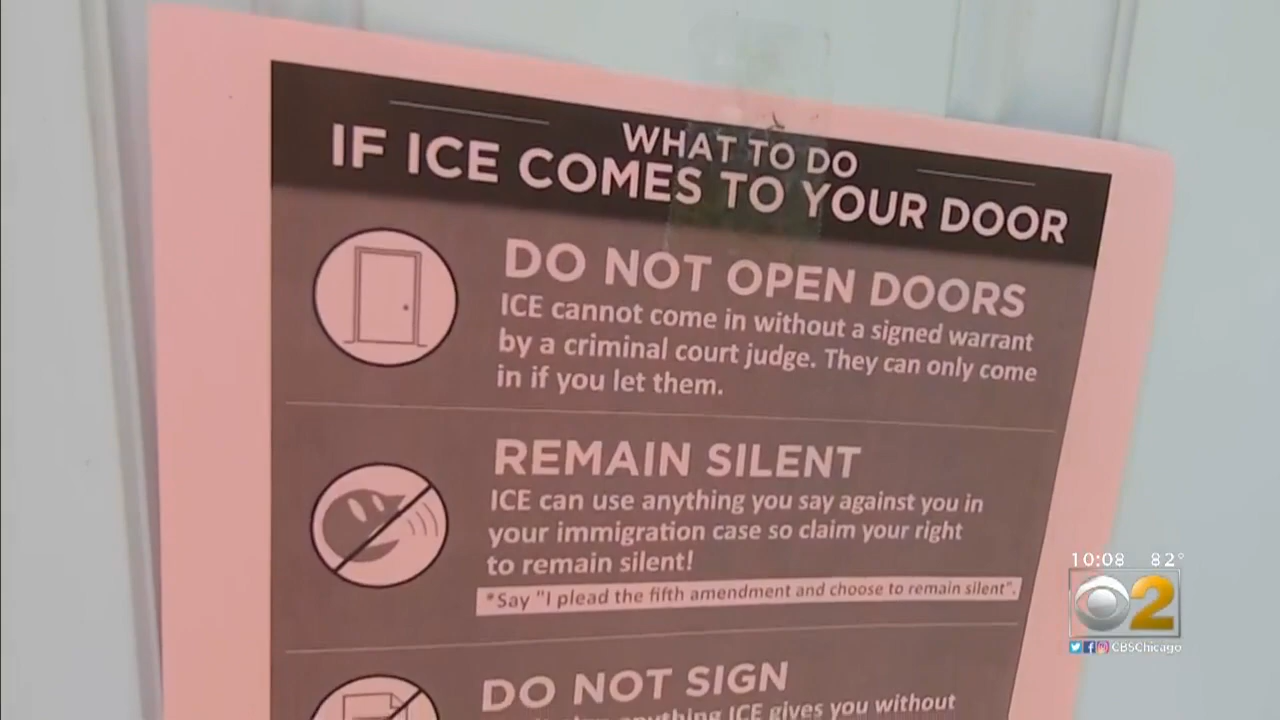 WHAT TO DO
IF ICE COMES TO YOUR DOOR
DO NOT OPEN DOORS
ICE cannot come in without a signed warrant
by a criminal court judge. They can only come
in if you let them.
REMAIN SILENT
ICE can use anything you say against you in
your immigration case so claim your right
to remain silent!
*Say "I plead the fifth amendment and choose to remain silent".
DO NOT SIGN
anything ICE gives you without
10:08 82°
2
CBSChicago